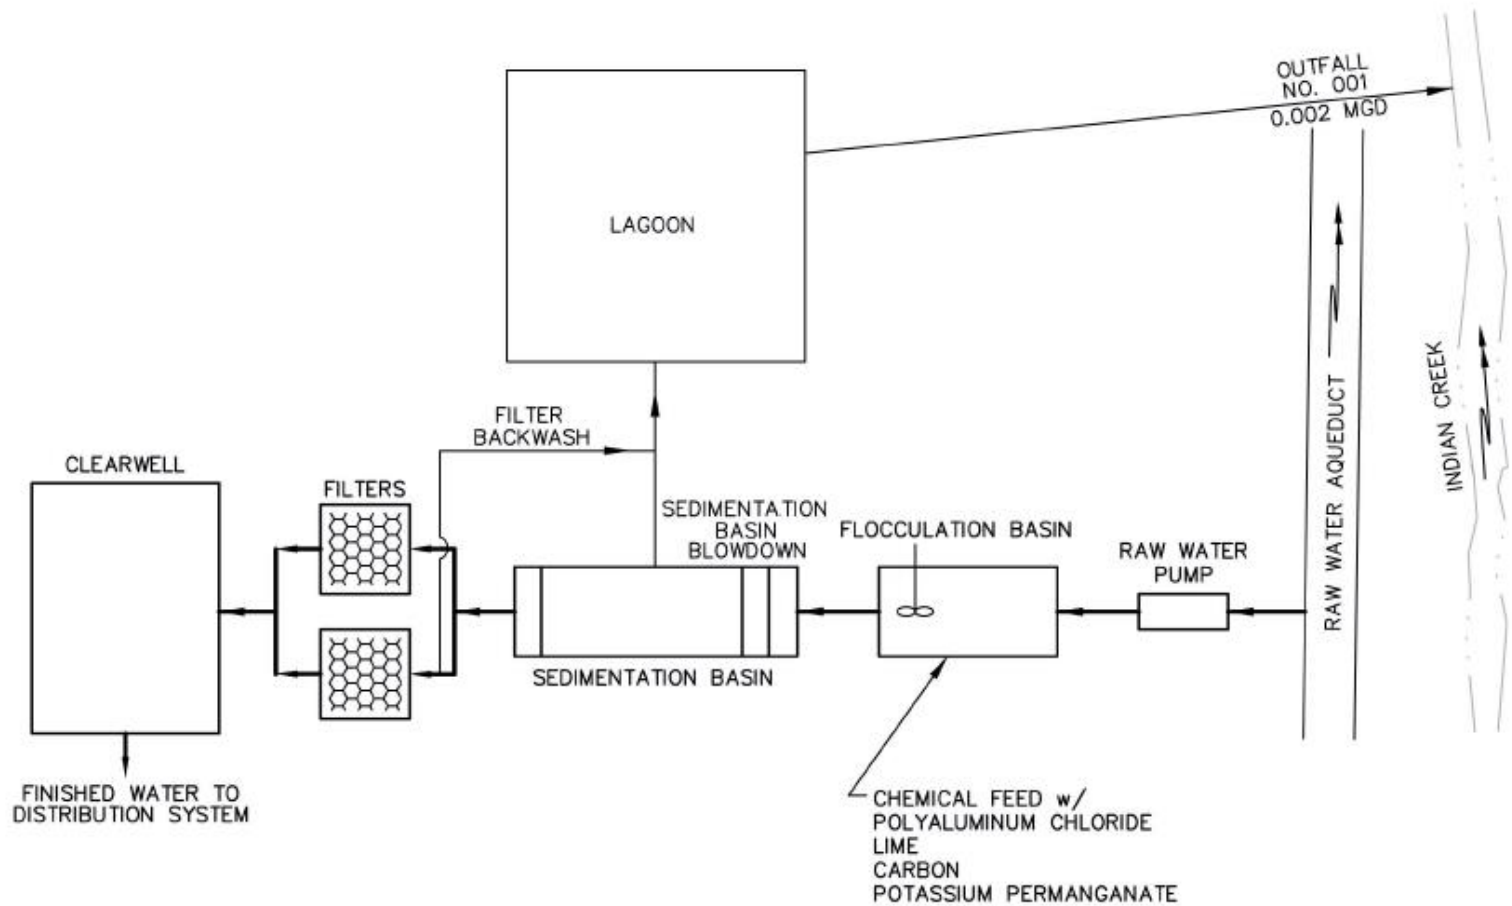 OUTFALL
NO. 001
0.002 MGD
LAGOON
FILTER
BACKWASH
CLEARWELL
FILTERS
SEDIMENTATION
BASIN
BLOWDOWN
FLOCCULATION BASIN
RAW WATER
PUMP
RAW WATER AQUEDUCT
INDIAN CREEK
SEDIMENTATION BASIN
FINISHED WATER TO
DISTRIBUTION SYSTEM
CHEMICAL FEED w/
POLYALUMINUM CHLORIDE
LIME
CARBON
POTASSIUM PERMANGANATE